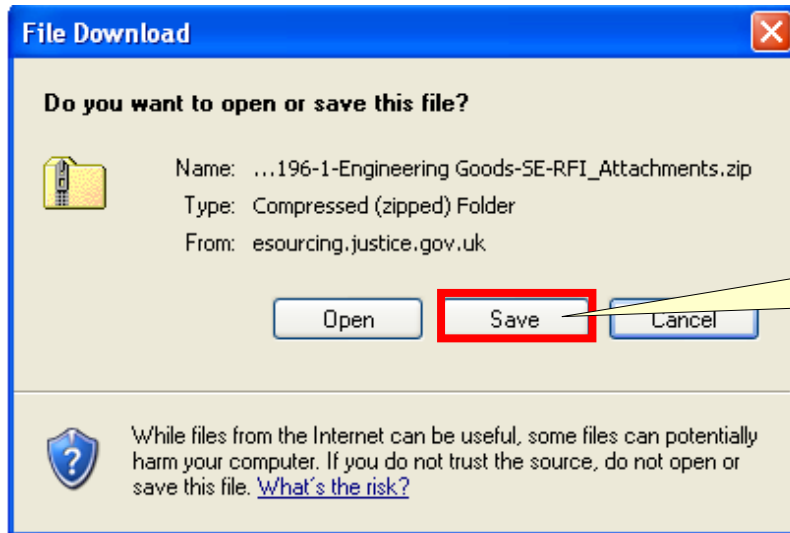 File Download
Do you want to open or save this file?
Name: ...196-1-Engineering Goods-SE-RFI_Attachments.zip
Type: Compressed (zipped) Folder
From: esourcing.justice.gov.uk
Open Save Cancel
While files from the Internet can be useful, some files can potentially
harm your computer. If you do not trust the source, do not open or
save this file. What's the risk?